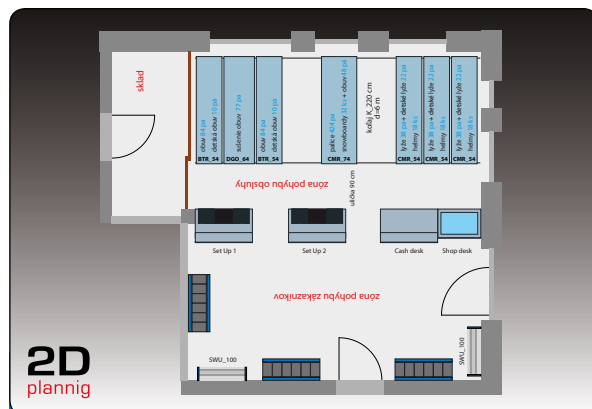 sklad
obuv 84 pa
detská obuv 10 pa
BTR_54
sušenie obuv 77 pa
DGO_64
obuv 84 pa
detská obuv 10 pa
BTR_54
palice 424 pa
snowboardy 32 ks + obuv 48 pa
CMR_74
koľaj K_220 cm
d=6 m
lyže 38 pa + detské lyže 22 pa
helmy 18 ks
CMR_54
lyže 38 pa + detské lyže 22 pa
helmy 18 ks
CMR_54
lyže 38 pa + detské lyže 22 pa
helmy 18 ks
CMR_54
zóna pohybu obsluhy
ulička 90 cm
Set Up 1
Set Up 2
Cash desk
Shop desk
zóna pohybu zákazníkov
SWU_100
SWU_100
2D
plannig